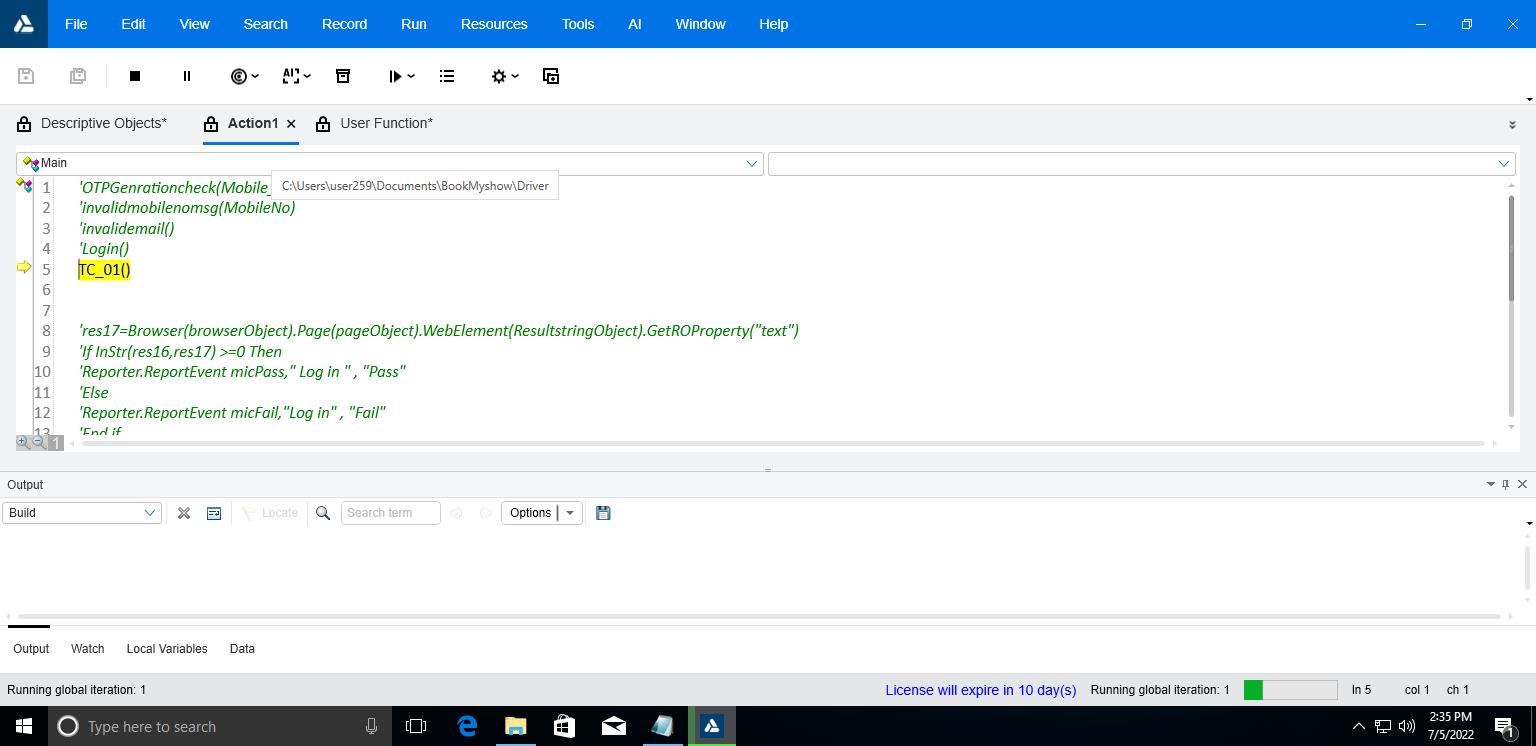 File Edit View Search Record Run Resources Tools AI Window Help
Descriptive Objects* Action1 User Function*
Main
C:\Users\user259\Documents\BookMyshow\Driver
1 'OTPGenrationcheck(Mobile_
2 'invalidmobilenomsg(MobileNo)
3 'invalidemail()
4 'Login()
5 TC_01()
6
7
8 'res17=Browser(browserObject).Page(pageObject).WebElement(ResultstringObject).GetROProperty("text")
9 'If InStr(res16,res17) >=0 Then
10 'Reporter.ReportEvent micPass," Log in " , "Pass"
11 'Else
12 'Reporter.ReportEvent micFail,"Log in" , "Fail"
13 'End if
1
Output
Build Locate Search term Options
Output Watch Local Variables Data
Running global iteration: 1 License will expire in 10 day(s) Running global iteration: 1 ln 5 col 1 ch 1
Type here to search 2:35 PM
7/5/2022 1